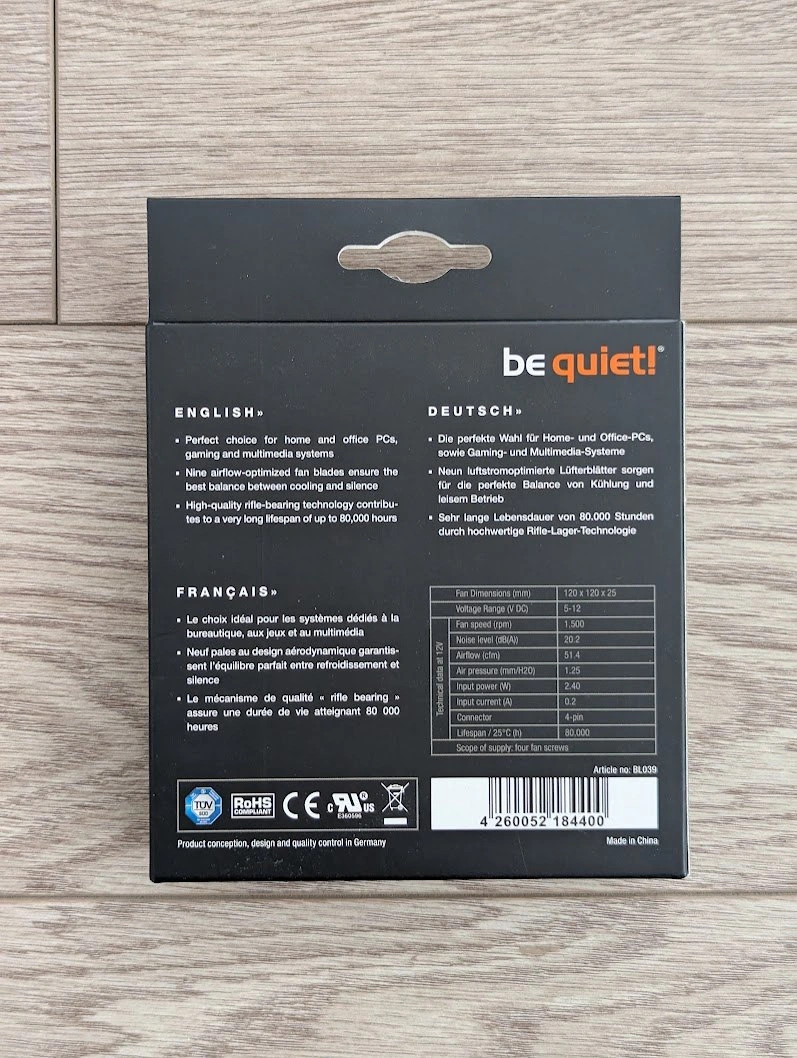 be quiet!®
ENGLISH»
▪ Perfect choice for home and office PCs,
gaming and multimedia systems
▪ Nine airflow-optimized fan blades ensure the
best balance between cooling and silence
▪ High-quality rifle-bearing technology contribu-
tes to a very long lifespan of up to 80,000 hours
DEUTSCH»
▪ Die perfekte Wahl für Home- und Office-PCs,
sowie Gaming- und Multimedia-Systeme
▪ Neun luftstromoptimierte Lüfterblätter sorgen
für die perfekte Balance von Kühlung und
leisem Betrieb
▪ Sehr lange Lebensdauer von 80.000 Stunden
durch hochwertige Rifle-Lager-Technologie
FRANÇAIS»
▪ Le choix idéal pour les systèmes dédiés à la
bureautique, aux jeux et au multimédia
▪ Neuf pales au design aérodynamique garantis-
sent l'équilibre parfait entre refroidissement et
silence
▪ Le mécanisme de qualité « rifle bearing »
assure une durée de vie atteignant 80 000
heures
Fan Dimensions (mm) 120 x 120 x 25
Voltage Range (V DC) 5-12
Technical data at 12V
Fan speed (rpm) 1.500
Noise level (dB(A)) 20.2
Airflow (cfm) 51.4
Air pressure (mm/H2O) 1.25
Input power (W) 2.40
Input current (A) 0.2
Connector 4-pin
Lifespan / 25°C (h) 80.000
Scope of supply: four fan screws
Article no: BL039
TÜV
SÜD
RoHS
COMPLIANT
CE
c RU® US
E360596
4 260052 184400
Product conception, design and quality control in Germany
Made in China